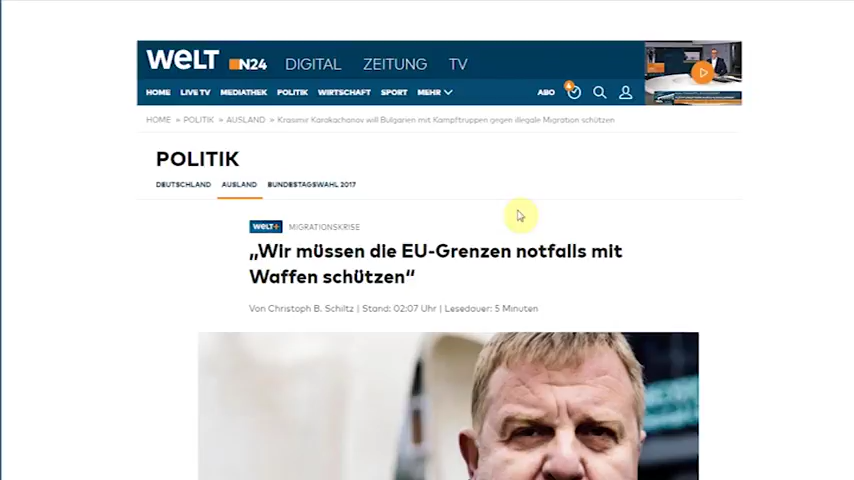 WELT N24 DIGITAL ZEITUNG TV
HOME LIVE TV MEDIATHEK POLITIK WIRTSCHAFT SPORT MEHR ABO
HOME » POLITIK » AUSLAND » Krasimir Karakachanov will Bulgarien mit Kampftruppen gegen illegale Migration schützen
POLITIK
DEUTSCHLAND AUSLAND BUNDESTAGSWAHL 2017
WELT+ MIGRATIONSKRISE
„Wir müssen die EU-Grenzen notfalls mit
Waffen schützen“
Von Christoph B. Schiltz | Stand: 02:07 Uhr | Lesedauer: 5 Minuten